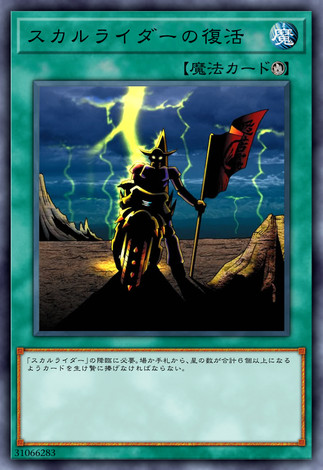 スカルライダーの復活
魔
【魔法カード】
「スカルライダー」の降臨に必要。場か手札から、星の数が合計6個以上になる
ようカードを生け贄に捧げなければならない。
31066283